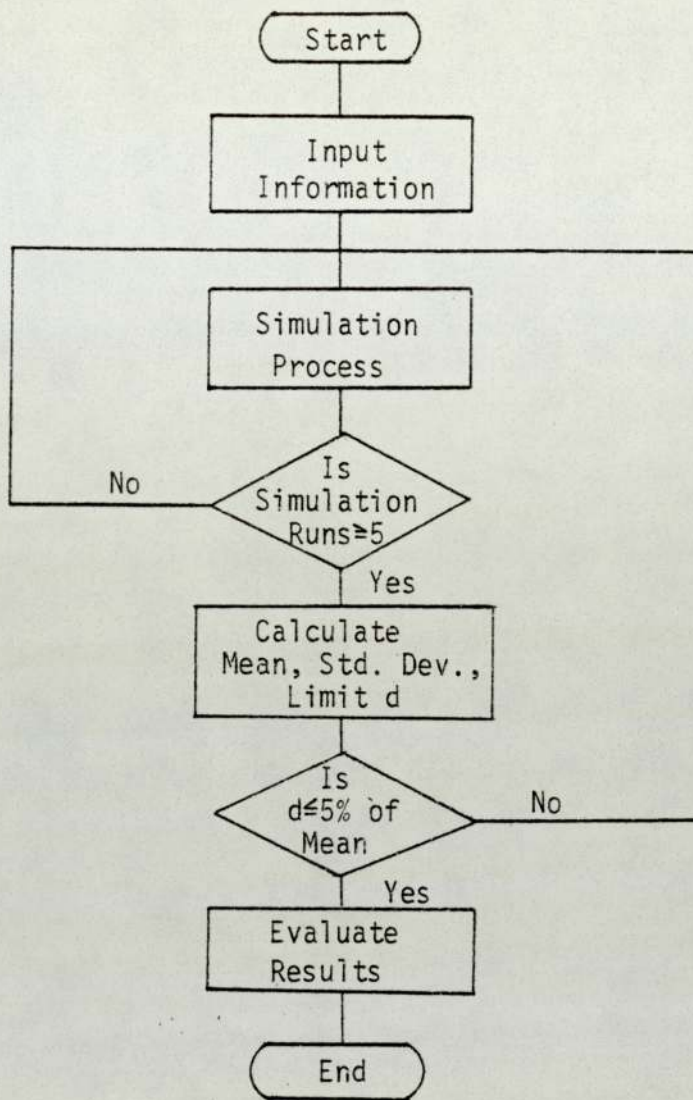 Start
Input
Information
Simulation
Process
Is
Simulation
Runs≧5
No
Yes
Calculate
Mean, Std. Dev.,
Limit d
Is
d≦5% of
Mean
No
Yes
Evaluate
Results
End